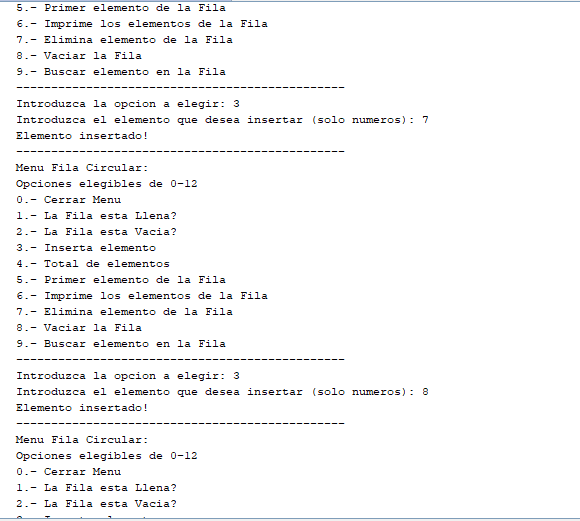 5.- Primer elemento de la Fila
6.- Imprime los elementos de la Fila
7.- Elimina elemento de la Fila
8.- Vaciar la Fila
9.- Buscar elemento en la Fila
-----------------------------------------------
Introduzca la opcion a elegir: 3
Introduzca el elemento que desea insertar (solo numeros): 7
Elemento insertado!
-----------------------------------------------
Menu Fila Circular:
Opciones elegibles de 0-12
0.- Cerrar Menu
1.- La Fila esta Llena?
2.- La Fila esta Vacia?
3.- Inserta elemento
4.- Total de elementos
5.- Primer elemento de la Fila
6.- Imprime los elementos de la Fila
7.- Elimina elemento de la Fila
8.- Vaciar la Fila
9.- Buscar elemento en la Fila
-----------------------------------------------
Introduzca la opcion a elegir: 3
Introduzca el elemento que desea insertar (solo numeros): 8
Elemento insertado!
-----------------------------------------------
Menu Fila Circular:
Opciones elegibles de 0-12
0.- Cerrar Menu
1.- La Fila esta Llena?
2.- La Fila esta Vacia?